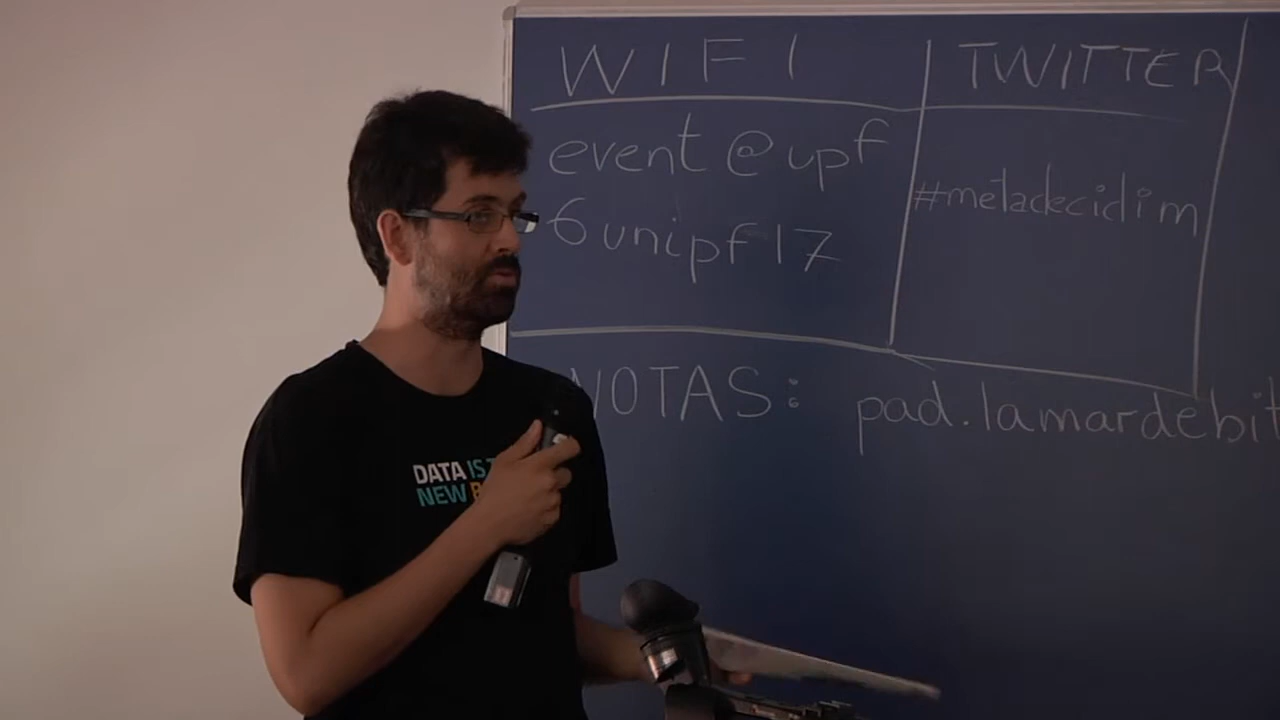 WIFI
TWITTER
event@upf
6unipf17
#metadecidim
NOTAS: pad.lamardebit
DATA IS
NEW